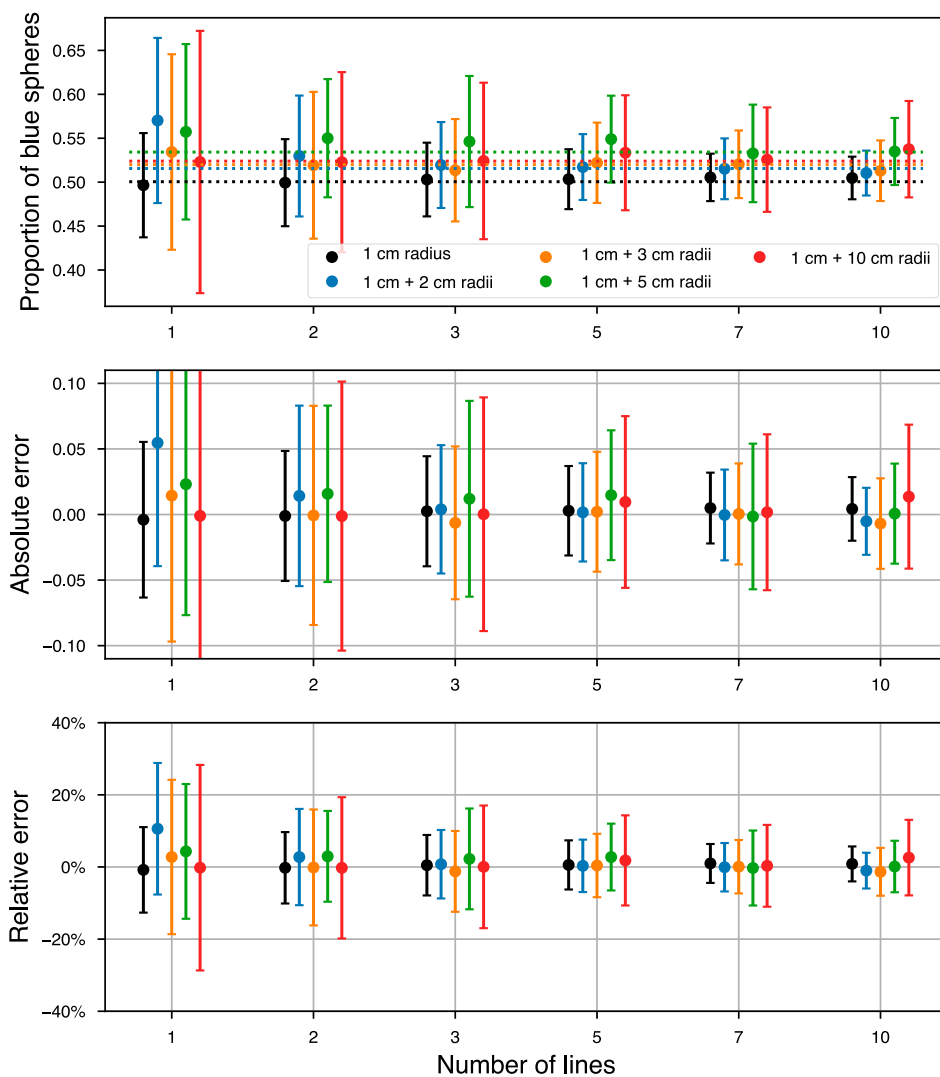 Proportion of blue spheres
0.65
0.60
0.55
0.50
0.45
0.40
1 cm radius
1 cm + 2 cm radii
1 cm + 3 cm radii
1 cm + 5 cm radii
1 cm + 10 cm radii
1 2 3 5 7 10
Absolute error
0.10
0.05
0.00
−0.05
−0.10
1 2 3 5 7 10
Relative error
40%
20%
0%
−20%
−40%
1 2 3 5 7 10
Number of lines